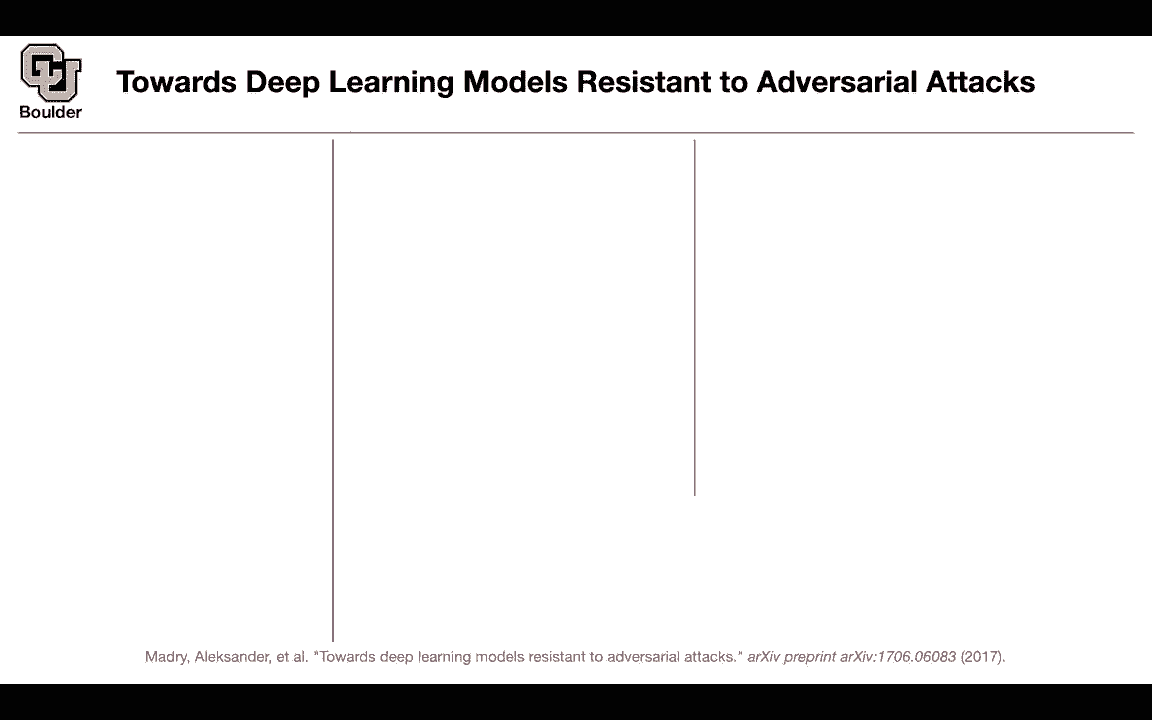 CU
Boulder
Towards Deep Learning Models Resistant to Adversarial Attacks
Madry, Aleksander, et al. "Towards deep learning models resistant to adversarial attacks." arXiv preprint arXiv:1706.06083 (2017).